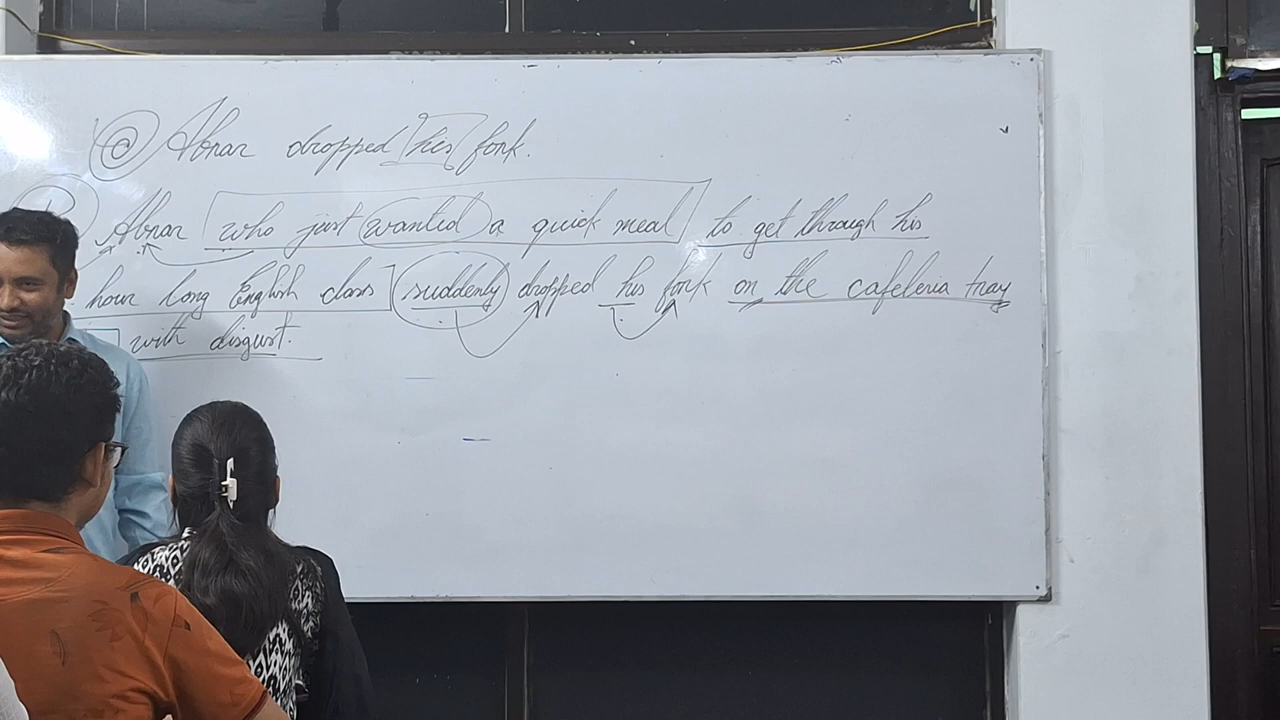 @ Abrar dropped his fork.
Abrar who just wanted a quick meal to get through his
hour long English class suddenly dropped his fork on the cafeteria tray
with disgust.